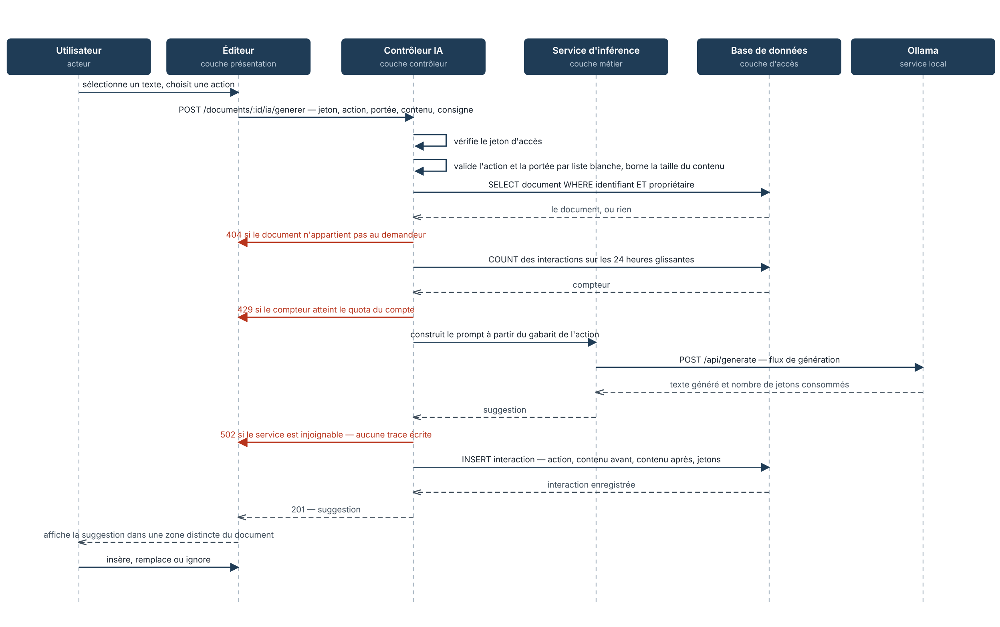 Utilisateur
acteur
Éditeur
couche présentation
Contrôleur IA
couche contrôleur
Service d'inférence
couche métier
Base de données
couche d'accès
Ollama
service local
sélectionne un texte, choisit une action
POST /documents/:id/ia/generer — jeton, action, portée, contenu, consigne
vérifie le jeton d'accès
valide l'action et la portée par liste blanche, borne la taille du contenu
SELECT document WHERE identifiant ET propriétaire
le document, ou rien
404 si le document n'appartient pas au demandeur
COUNT des interactions sur les 24 heures glissantes
compteur
429 si le compteur atteint le quota du compte
construit le prompt à partir du gabarit de l'action
POST /api/generate — flux de génération
texte généré et nombre de jetons consommés
suggestion
502 si le service est injoignable — aucune trace écrite
INSERT interaction — action, contenu avant, contenu après, jetons
interaction enregistrée
201 — suggestion
affiche la suggestion dans une zone distincte du document
insère, remplace ou ignore